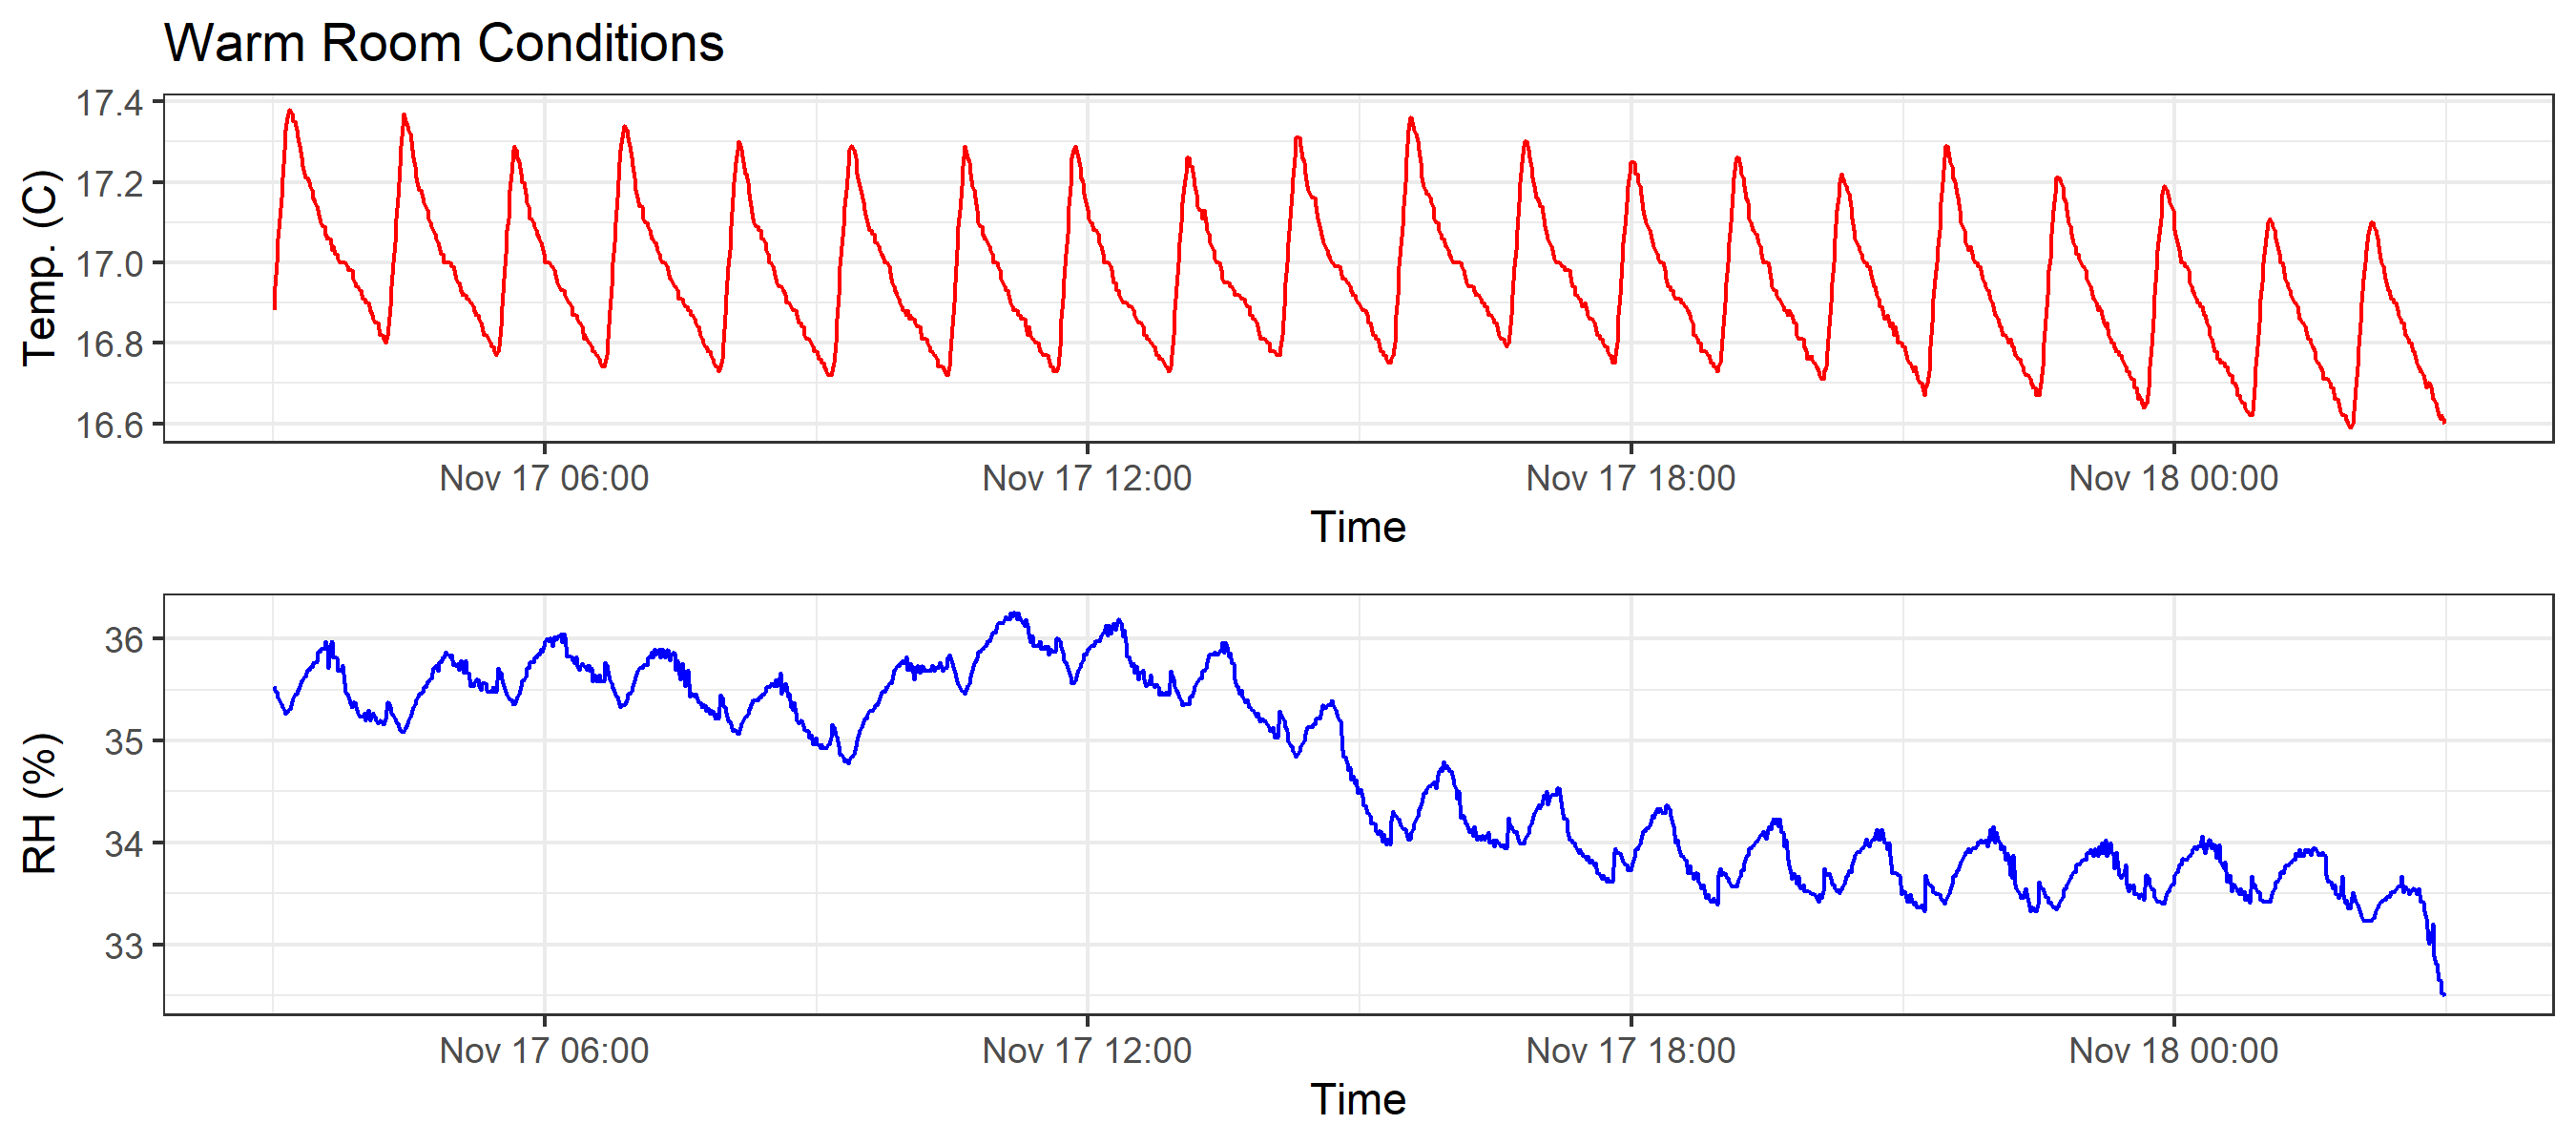 Warm Room Conditions
Temp. (C)
17.4
17.2
17.0
16.8
16.6
Nov 17 06:00 Nov 17 12:00 Nov 17 18:00 Nov 18 00:00
Time
RH (%)
36
35
34
33
Nov 17 06:00 Nov 17 12:00 Nov 17 18:00 Nov 18 00:00
Time